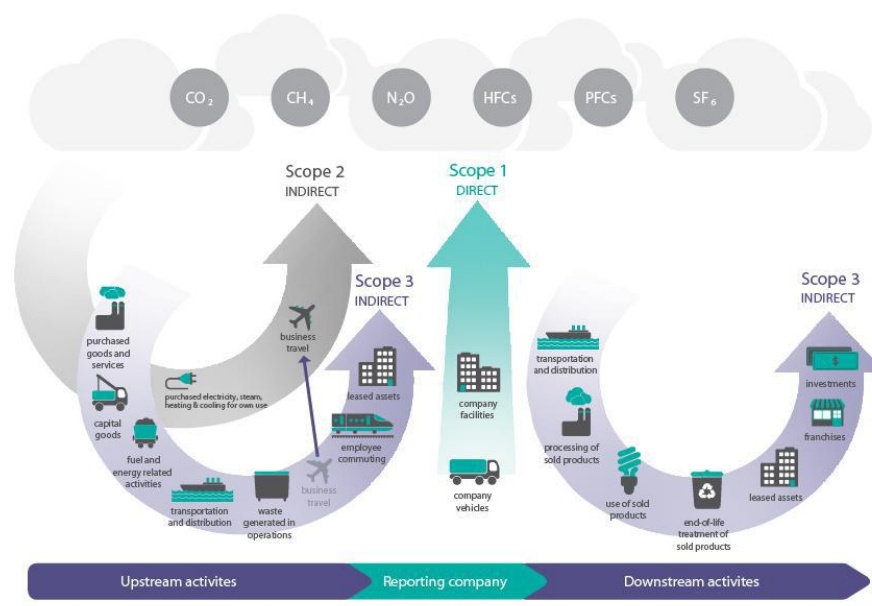 CO2
CH4
N2O
HFCs
PFCs
SF6
Scope 2
INDIRECT
Scope 1
DIRECT
Scope 3
INDIRECT
Scope 3
INDIRECT
purchased
goods and
services
capital
goods
fuel and
energy related
activities
purchased electricity, steam,
heating & cooling for own use
transportation
and distribution
waste
generated in
operations
business
travel
business
travel
employee
commuting
leased assets
company
facilities
company
vehicles
transportation
and distribution
processing of
sold products
use of sold
products
end-of-life
treatment of
sold products
leased assets
franchises
investments
$
Upstream activites
Reporting company
Downstream activites